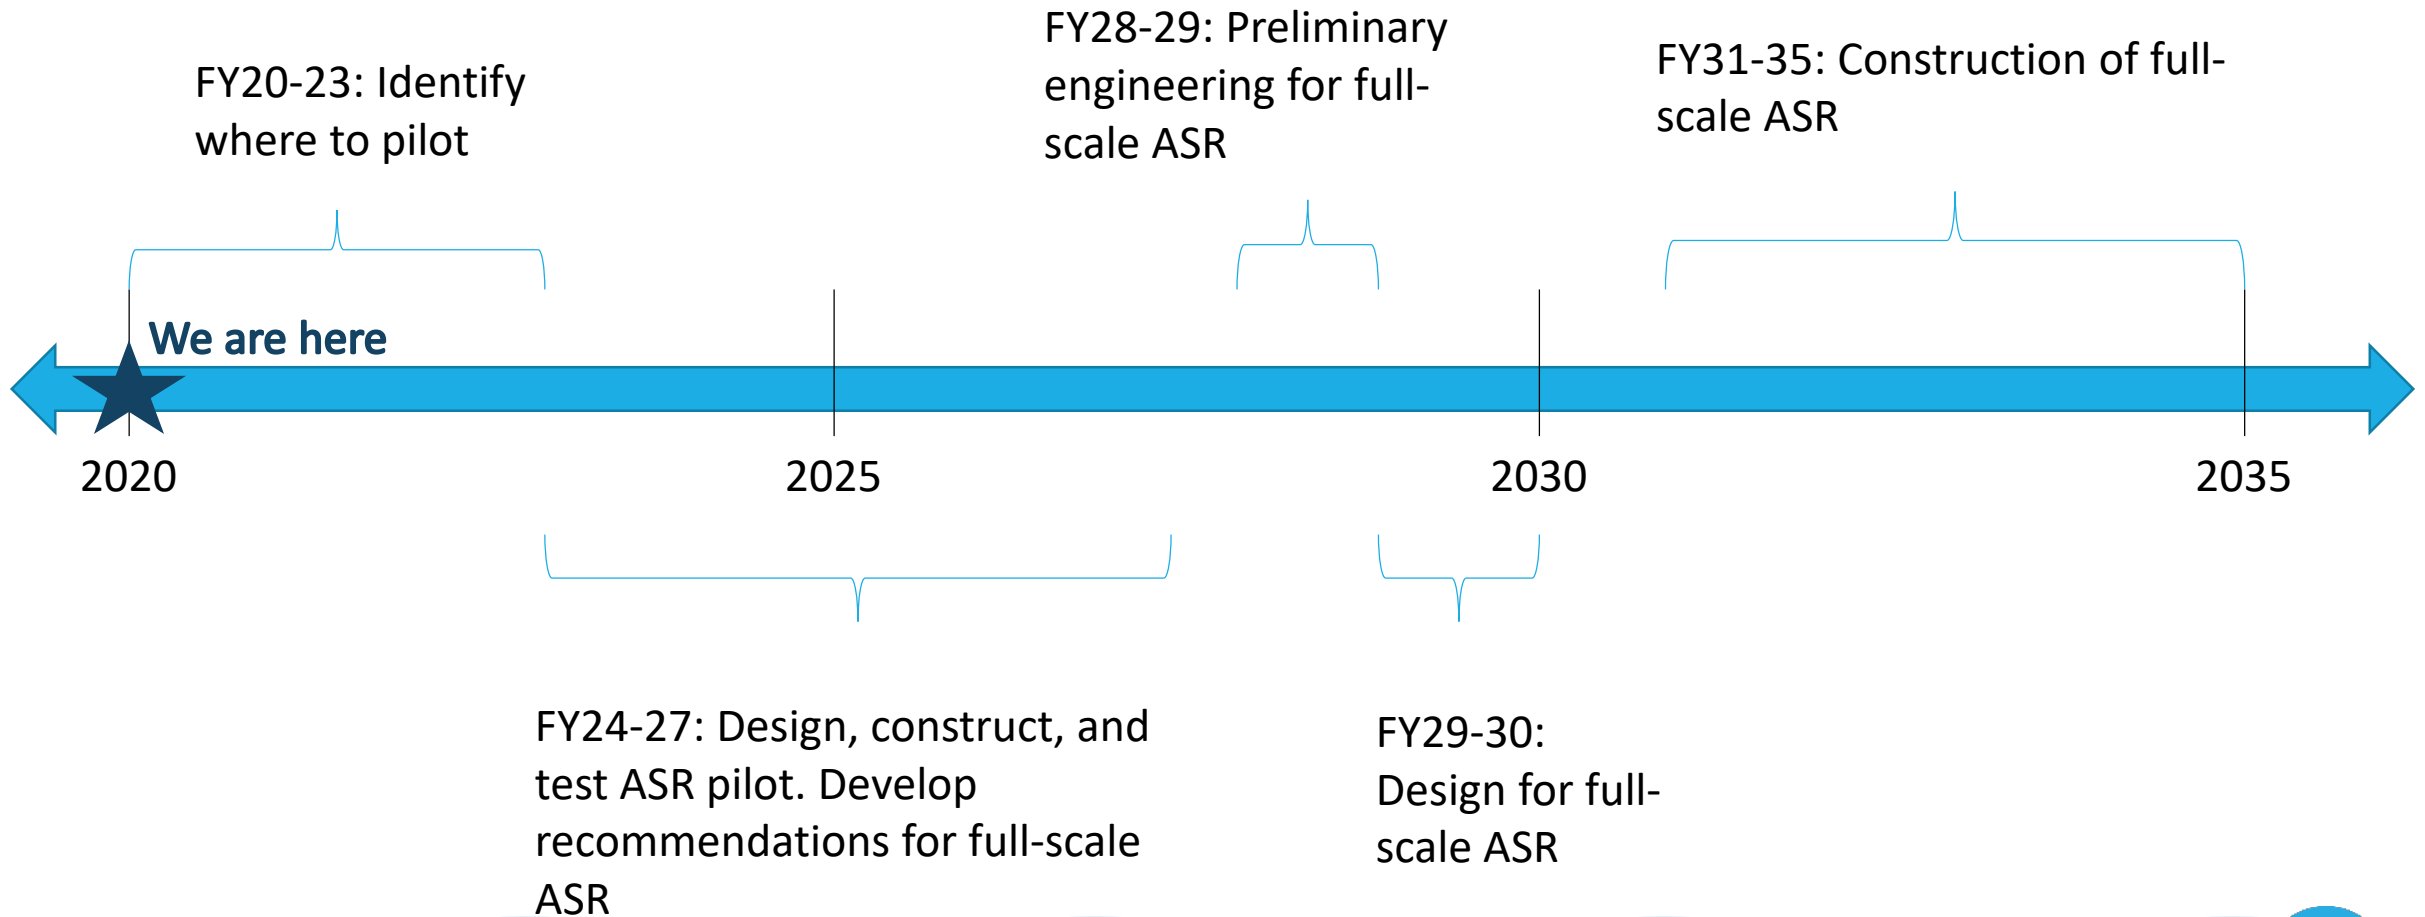 FY20-23: Identify
where to pilot
FY28-29: Preliminary
engineering for full-
scale ASR
FY31-35: Construction of full-
scale ASR
We are here
2020
2025
2030
2035
FY24-27: Design, construct, and
test ASR pilot. Develop
recommendations for full-scale
ASR
FY29-30:
Design for full-
scale ASR